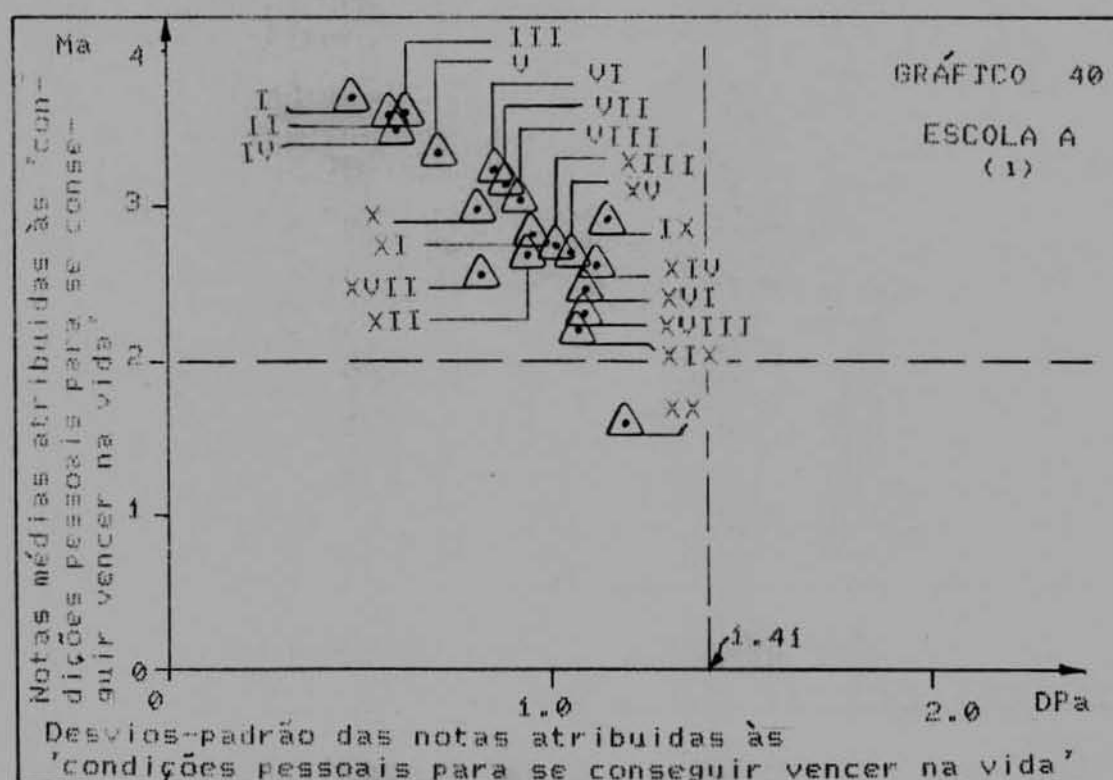 Ma
4
3
2
1
0
Notas médias atribuidas às 'con-
dições pessoais para se conse-
guir vencer na vida'
GRÁFICO 40
ESCOLA A
(1)
III
V
VI
VII
VIII
XIII
XV
I
II
IV
X
XI
XVII
XII
IX
XIV
XVI
XVIII
XIX
XX
1.41
0
1.0
2.0
DPa
Desvios-padrão das notas atribuidas às
'condições pessoais para se conseguir vencer na vida'